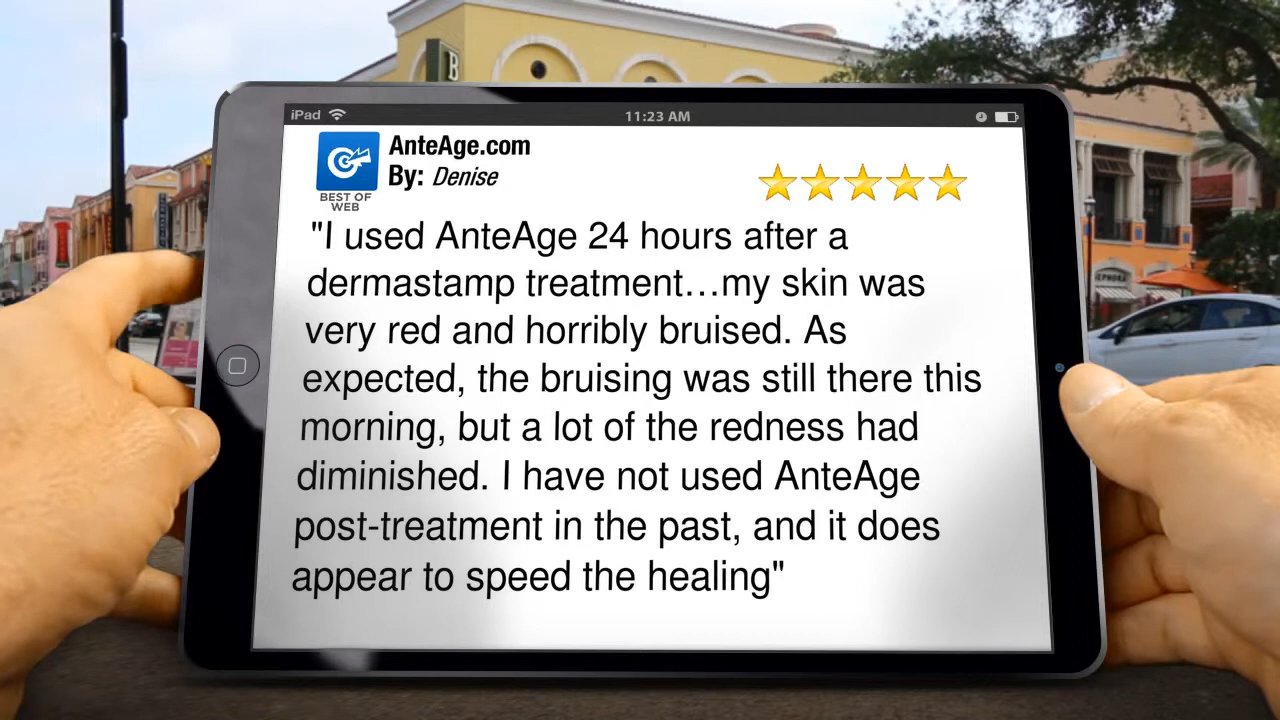 iPad
11:23 AM
AnteAge.com
By: Denise
BEST OF
WEB
"I used AnteAge 24 hours after a
dermastamp treatment...my skin was
very red and horribly bruised. As
expected, the bruising was still there this
morning, but a lot of the redness had
diminished. I have not used AnteAge
post-treatment in the past, and it does
appear to speed the healing"
B
SEPHORA